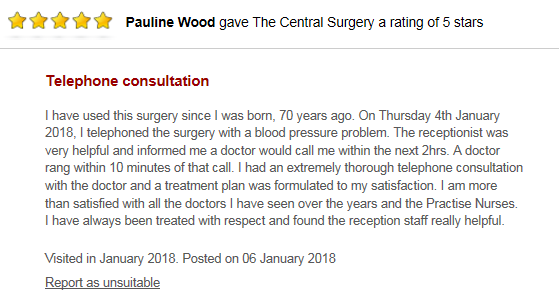 Pauline Wood gave The Central Surgery a rating of 5 stars
Telephone consultation
I have used this surgery since I was born, 70 years ago. On Thursday 4th January
2018, I telephoned the surgery with a blood pressure problem. The receptionist was
very helpful and informed me a doctor would call me within the next 2hrs. A doctor
rang within 10 minutes of that call. I had an extremely thorough telephone consultation
with the doctor and a treatment plan was formulated to my satisfaction. I am more
than satisfied with all the doctors I have seen over the years and the Practise Nurses.
I have always been treated with respect and found the reception staff really helpful.
Visited in January 2018. Posted on 06 January 2018
Report as unsuitable